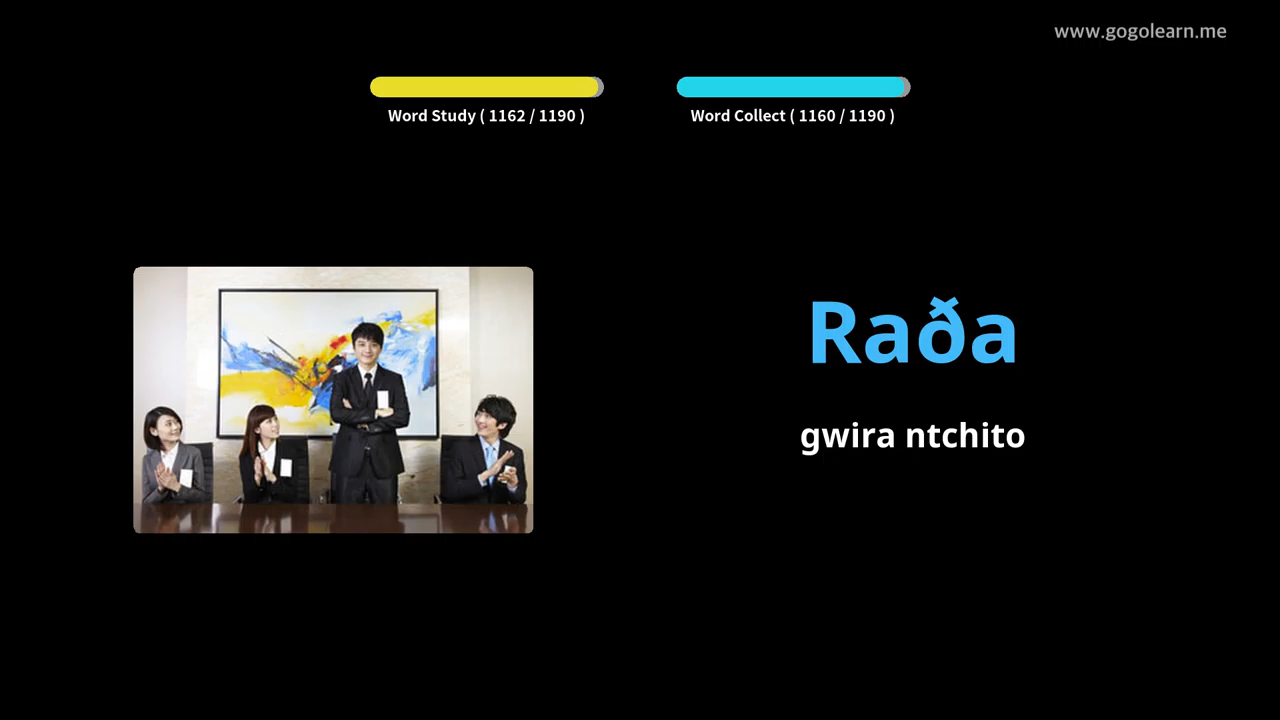 www.gogolearn.me
Word Study ( 1162 / 1190 )
Word Collect ( 1160 / 1190 )
Raða
gwira ntchito